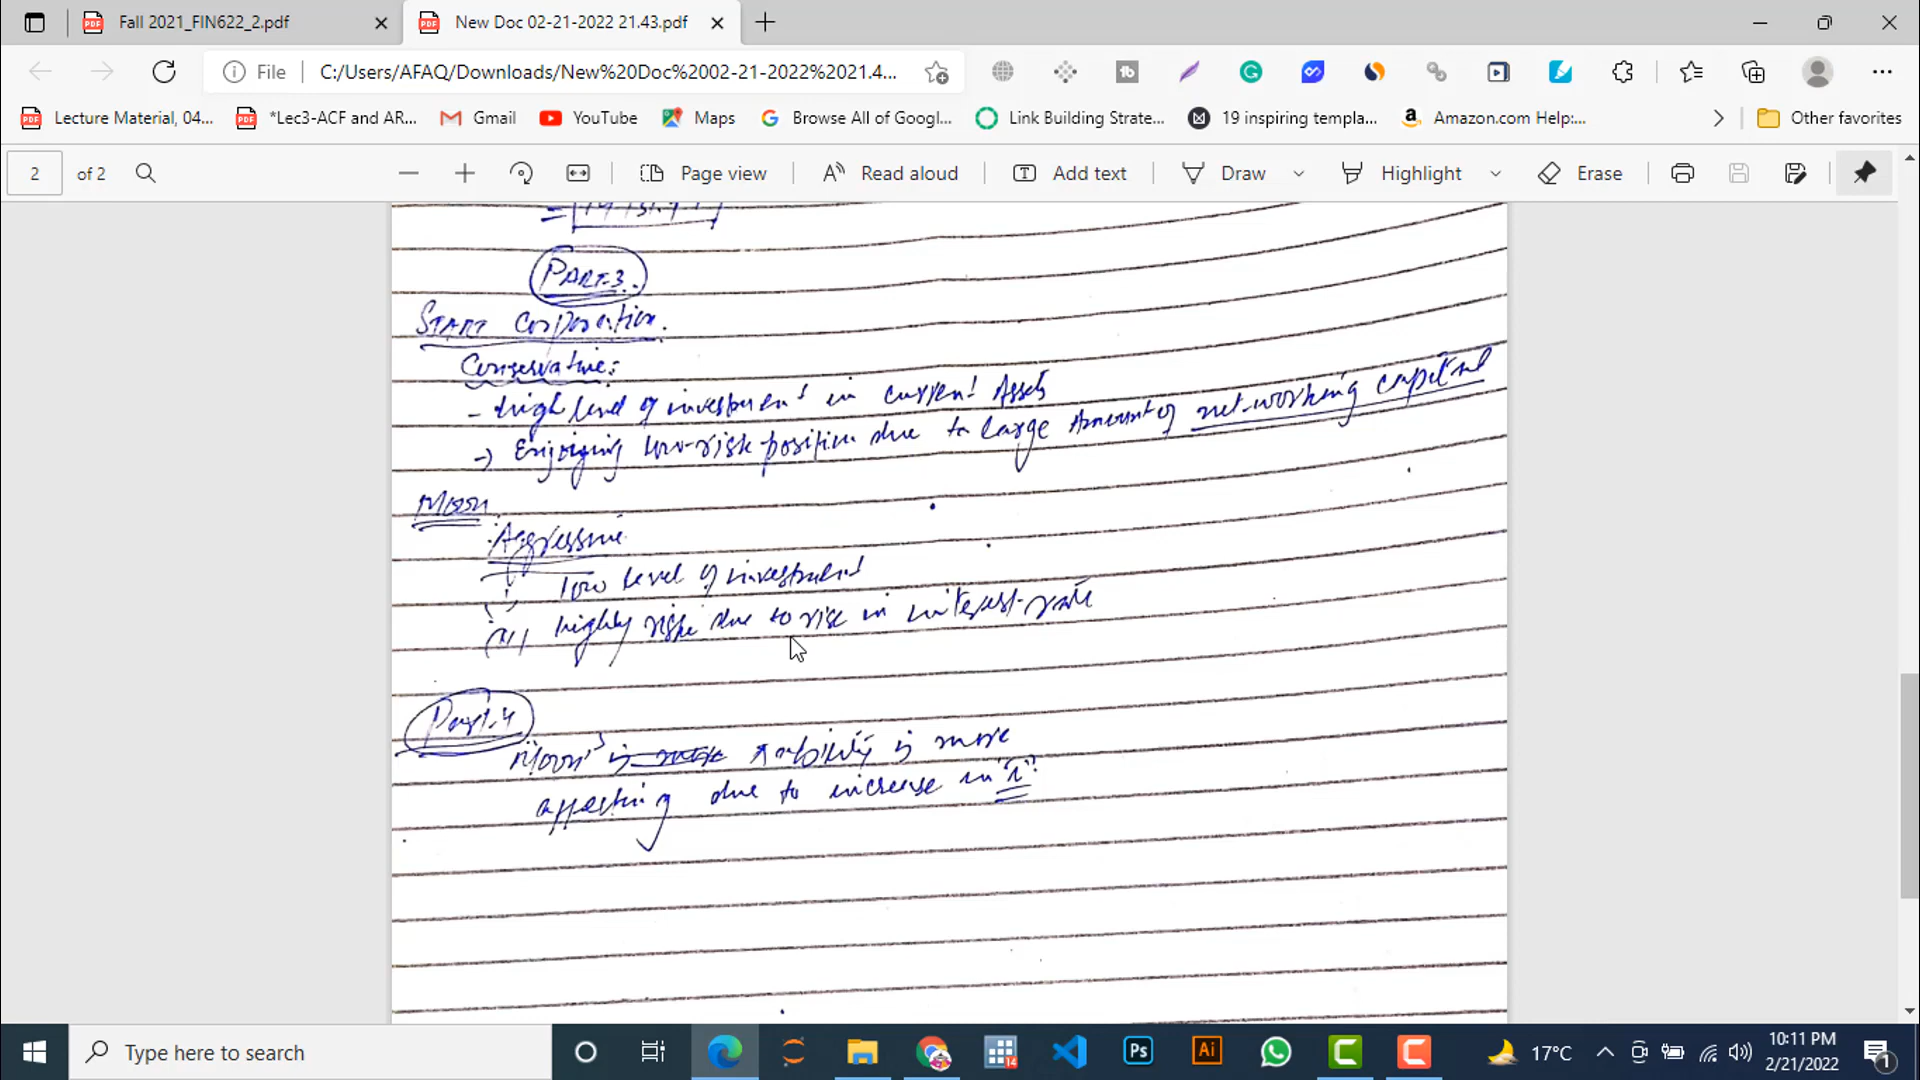 Fall 2021_FIN622_2.pdf
New Doc 02-21-2022 21.43.pdf
File
C:/Users/AFAQ/Downloads/New%20Doc%2002-21-2022%2021.4...
Lecture Material, 04...
*Lec3-ACF and AR...
Gmail
YouTube
Maps
Browse All of Googl...
Link Building Strate...
19 inspiring templa...
Amazon.com Help:...
Other favorites
2 of 2
Page view
Read aloud
Add text
Draw
Highlight
Erase
PART-3.
START Corporation.
Conservative:
- High level of investment in current Assets
→ Enjoying low-risk position due to large Amount of net-working capital
Moon
Aggressive
low level of investment
(ii) highly due to rise in interest-rate
Part.4
"Moon's is more
affecting due to increase in "i".
Type here to search
14
Ps
Ai
17°C
10:11 PM
2/21/2022
1